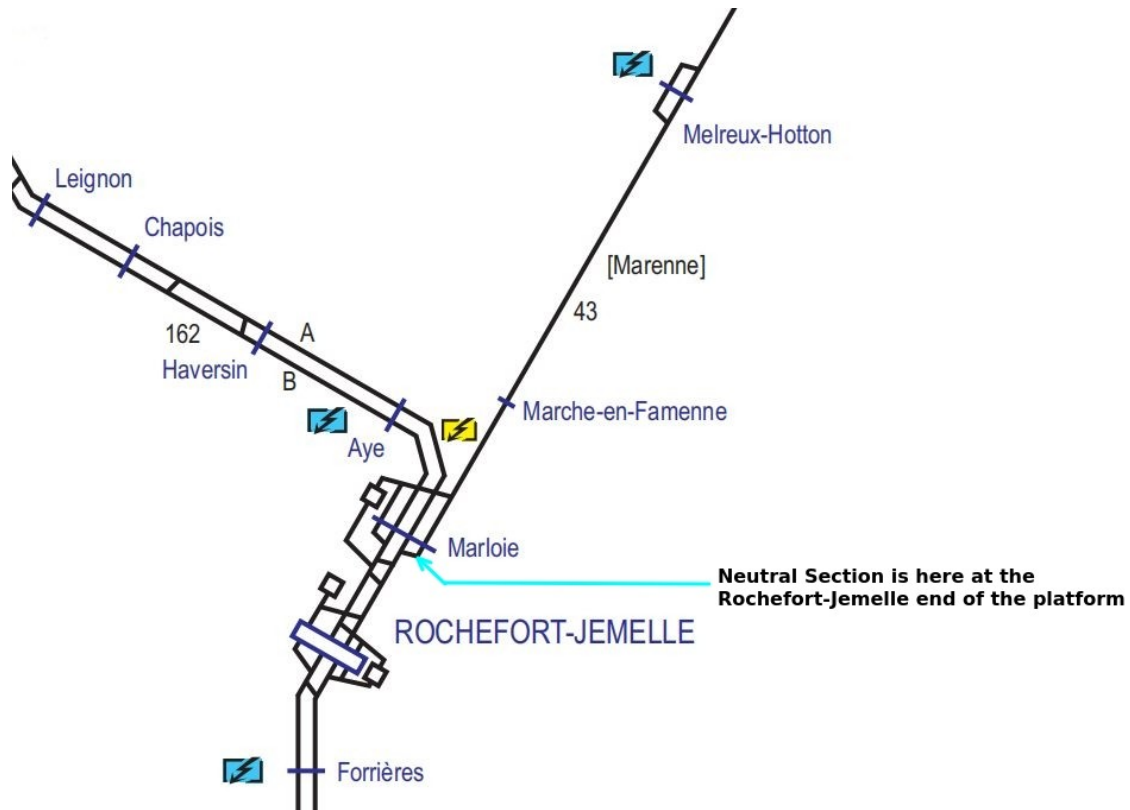 Melreux-Hotton
Leignon
Chapois
[Marenne]
43
162
A
Haversin
B
Marche-en-Famenne
Aye
Marloie
Neutral Section is here at the
Rochefort-Jemelle end of the platform
ROCHEFORT-JEMELLE
Forrières